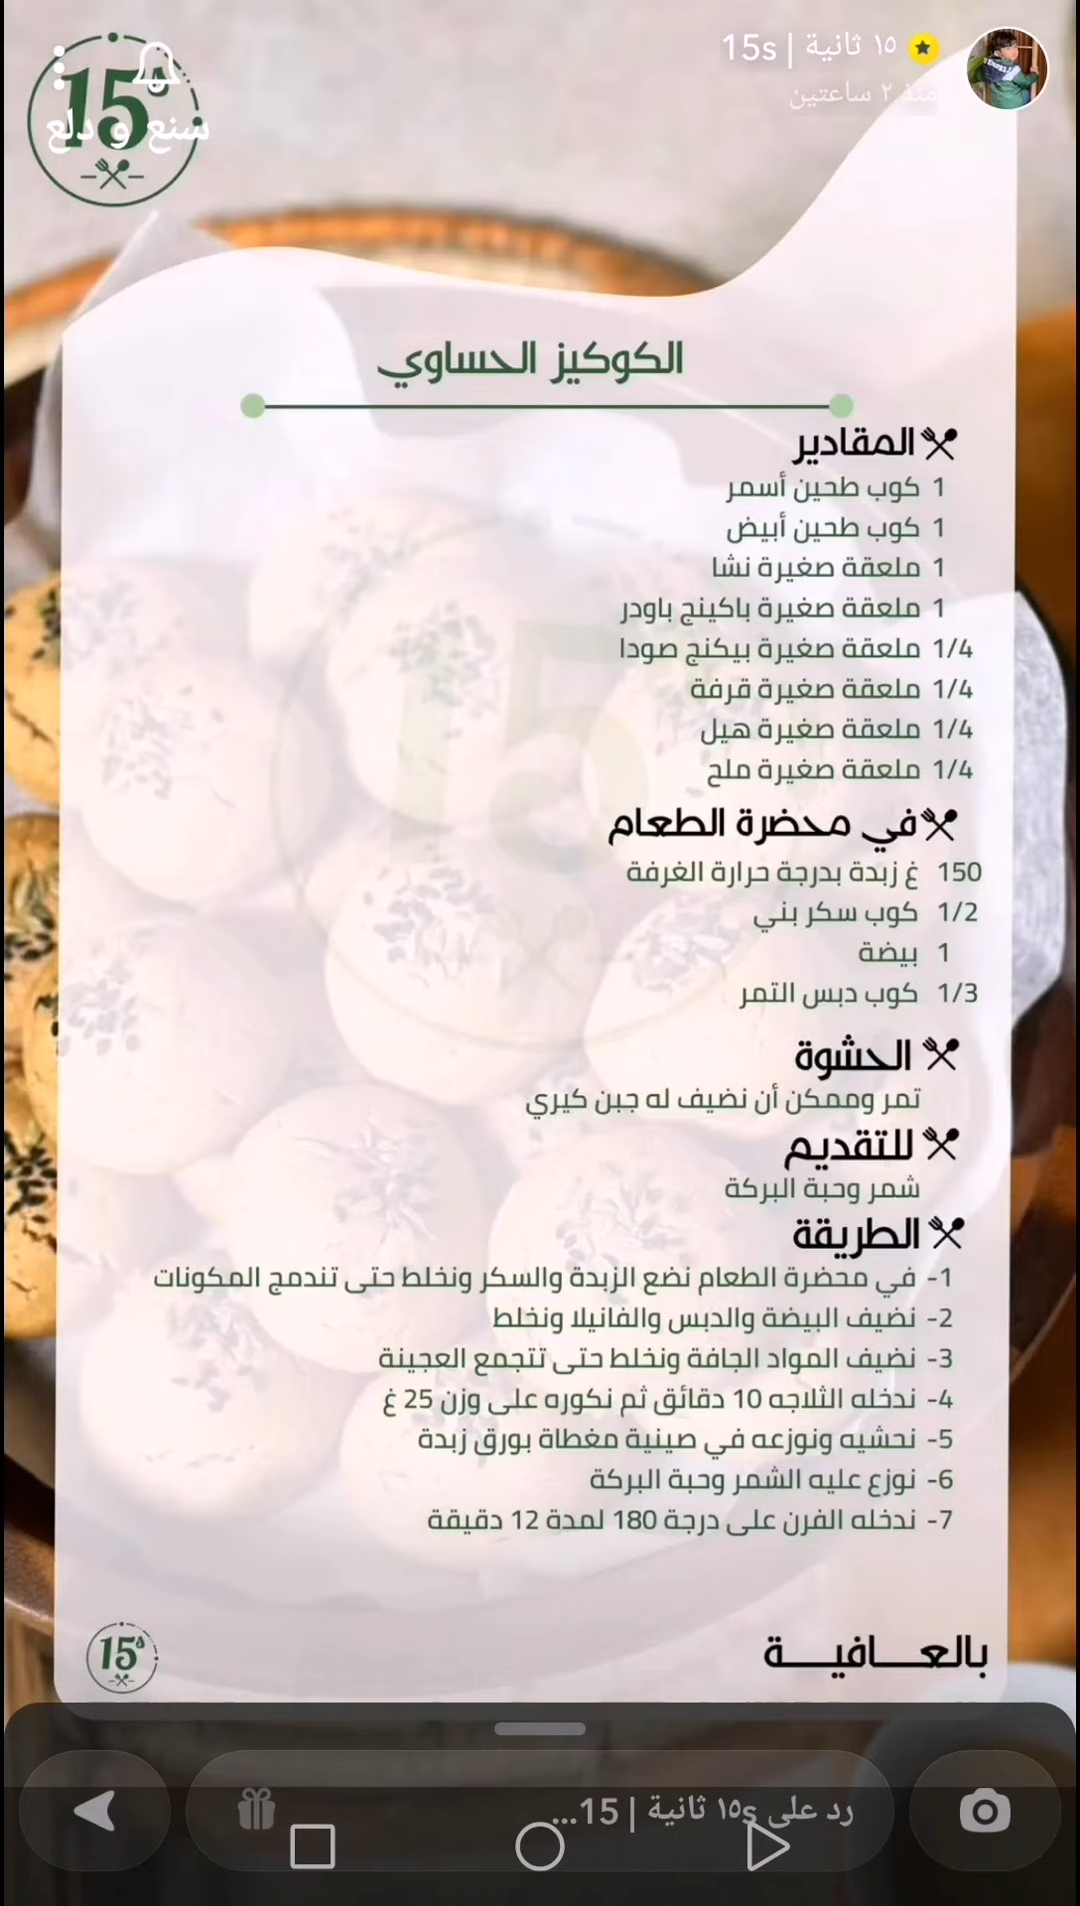 ١٥ ثانية | 15s
منذ ٢ ساعتين
15
سنع و دلع
الكوكيز الحساوي
المقادير
1 كوب طحين أسمر
1 كوب طحين أبيض
1 ملعقة صغيرة نشا
1 ملعقة صغيرة باكينج باودر
1/4 ملعقة صغيرة بيكنج صودا
1/4 ملعقة صغيرة قرفة
1/4 ملعقة صغيرة هيل
1/4 ملعقة صغيرة ملح
في محضرة الطعام
150 غ زبدة بدرجة حرارة الغرفة
1/2 كوب سكر بني
1 بيضة
1/3 كوب دبس التمر
الحشوة
تمر وممكن أن نضيف له جبن كيري
للتقديم
شمر وحبة البركة
الطريقة
1- في محضرة الطعام نضع الزبدة والسكر ونخلط حتى تندمج المكونات
2- نضيف البيضة والدبس والفانيلا ونخلط
3- نضيف المواد الجافة ونخلط حتى تتجمع العجينة
4- ندخله الثلاجه 10 دقائق ثم نكوره على وزن 25 غ
5- نحشيه ونوزعه في صينية مغطاة بورق زبدة
6- نوزع عليه الشمر وحبة البركة
7- ندخله الفرن على درجة 180 لمدة 12 دقيقة
بالعـــافيـــة
15
رد على ١٥s ثانية | 15...